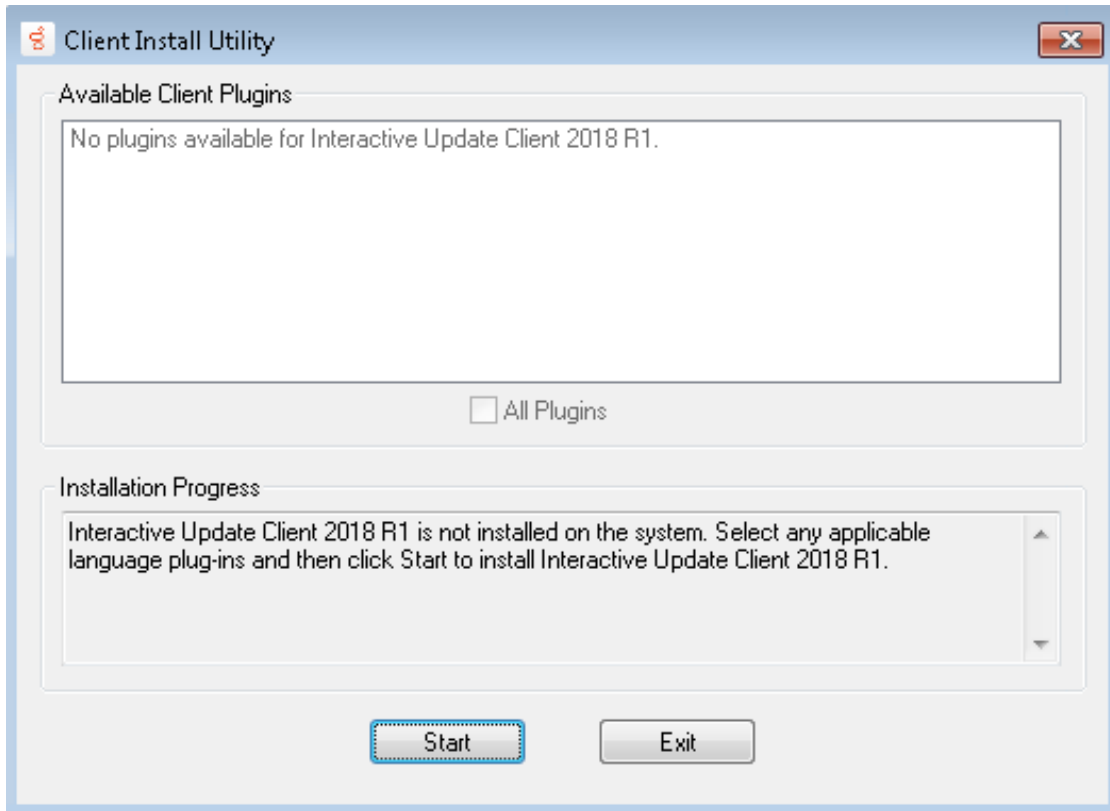 Client Install Utility
Available Client Plugins
No plugins available for Interactive Update Client 2018 R1.
All Plugins
Installation Progress
Interactive Update Client 2018 R1 is not installed on the system. Select any applicable
language plug-ins and then click Start to install Interactive Update Client 2018 R1.
Start
Exit